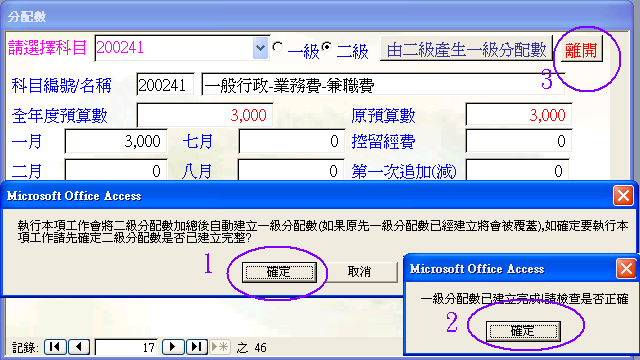 分配數
請選擇科目 200241 一級 二級 由二級產生一級分配數 離開
3
科目編號/名稱 200241 一般行政-業務費-兼職費
全年度預算數 3,000 原預算數 3,000
一月 3,000 七月 0 控留經費 0
二月 0 八月 0 第一次追加(減) 0
Microsoft Office Access
執行本項工作會將二級分配數加總後自動建立一級分配數(如果原先一級分配數已經建立將會被覆蓋),如確定要執行本
項工作請先確定二級分配數是否已建立完整?
1 確定 取消
Microsoft Office Access
一級分配數已建立完成!請檢查是否正確
2 確定
記錄: 17 之 46